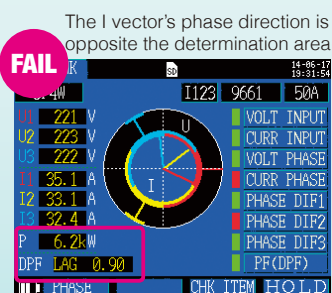 The I vector's phase direction is
opposite the determination area
FAIL
SD
14-06-17
19:31:54
I123 9661 50A
U1 221 V
U2 223 V
U3 222 V
I1 35.1 A
I2 33.1 A
I3 32.4 A
P 6.2kW
DPF LAG 0.90
U
I
VOLT INPUT
CURR INPUT
VOLT PHASE
CURR PHASE
PHASE DIF1
PHASE DIF2
PHASE DIF3
PF(DPF)
PHASE CHK ITEM HOLD